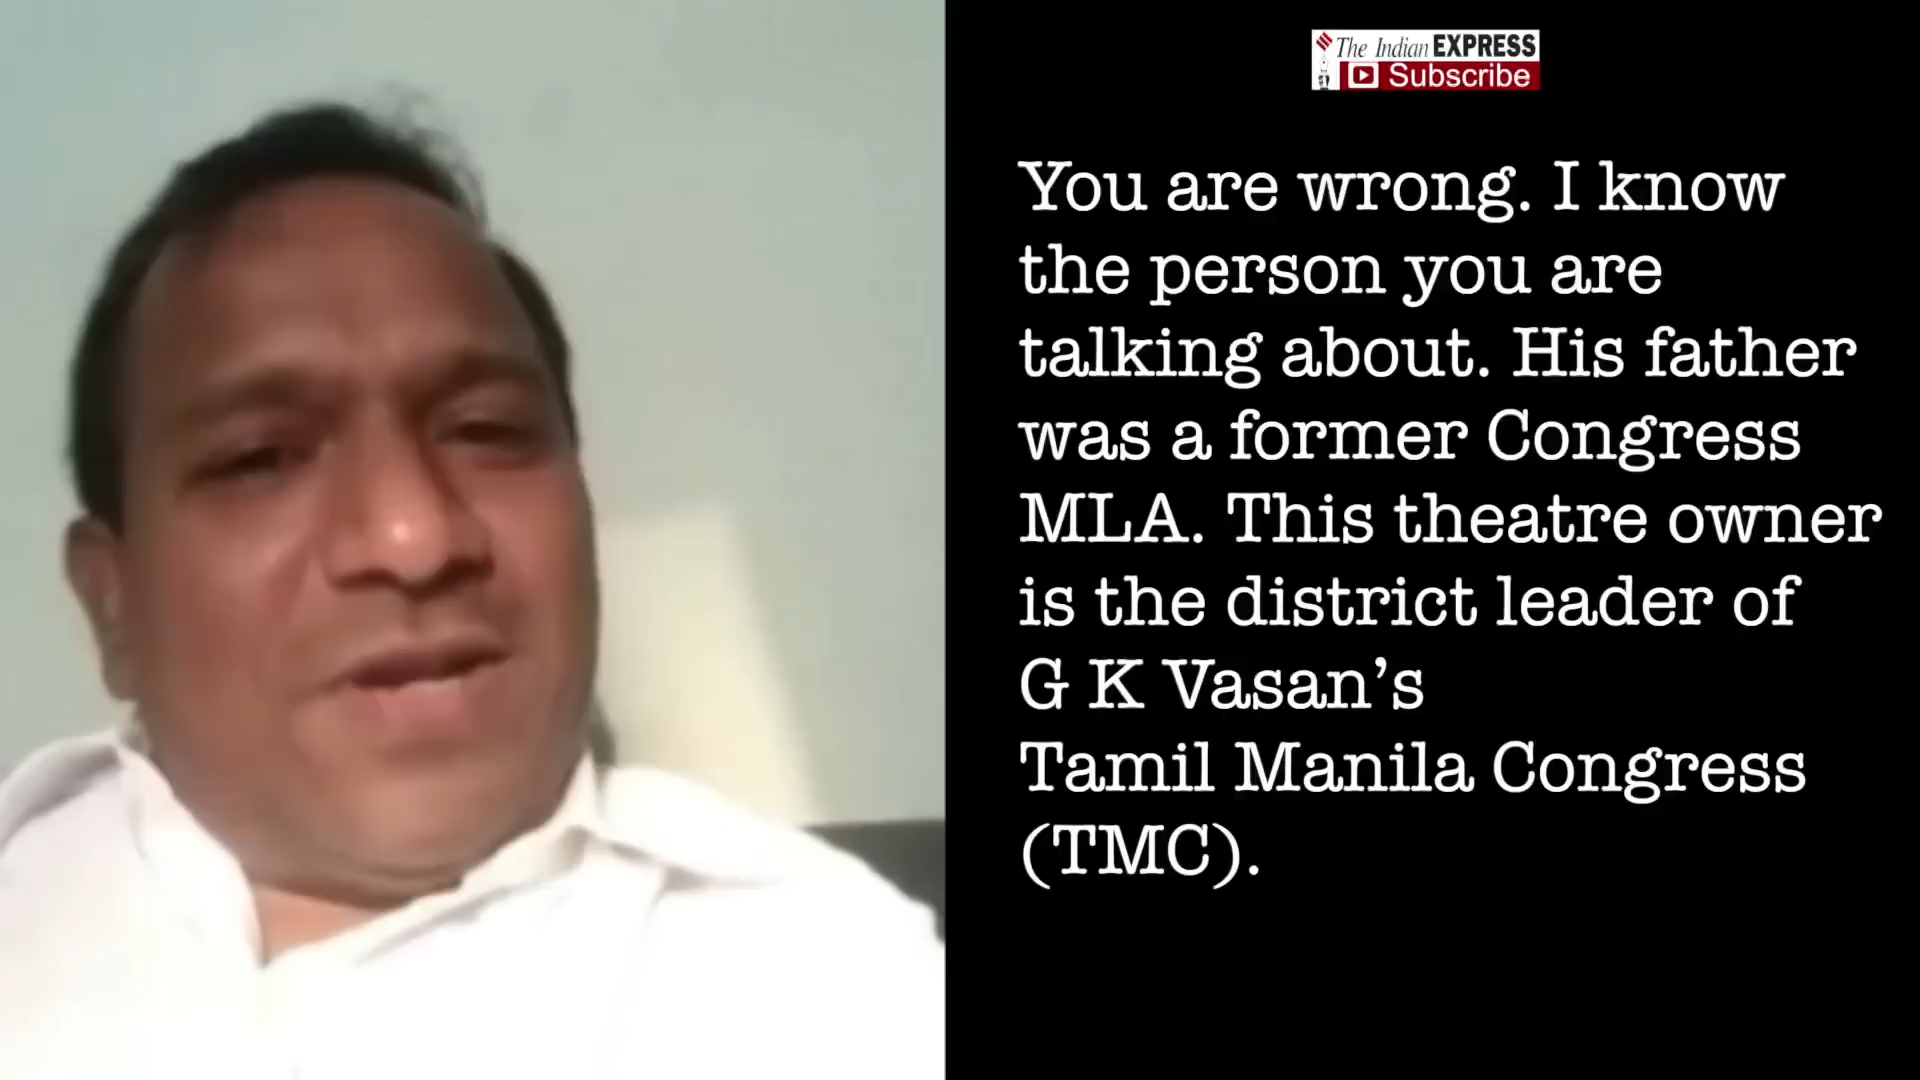 The Indian EXPRESS
Subscribe
You are wrong. I know
the person you are
talking about. His father
was a former Congress
MLA. This theatre owner
is the district leader of
G K Vasan’s
Tamil Manila Congress
(TMC).